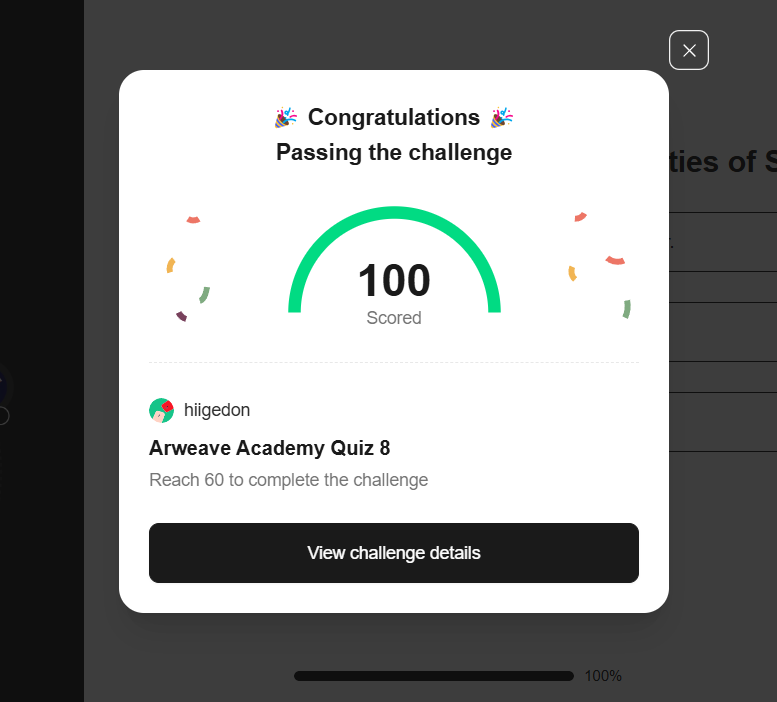 Congratulations
Passing the challenge
ties of S
100
Scored
hiigedon
Arweave Academy Quiz 8
Reach 60 to complete the challenge
View challenge details
100%